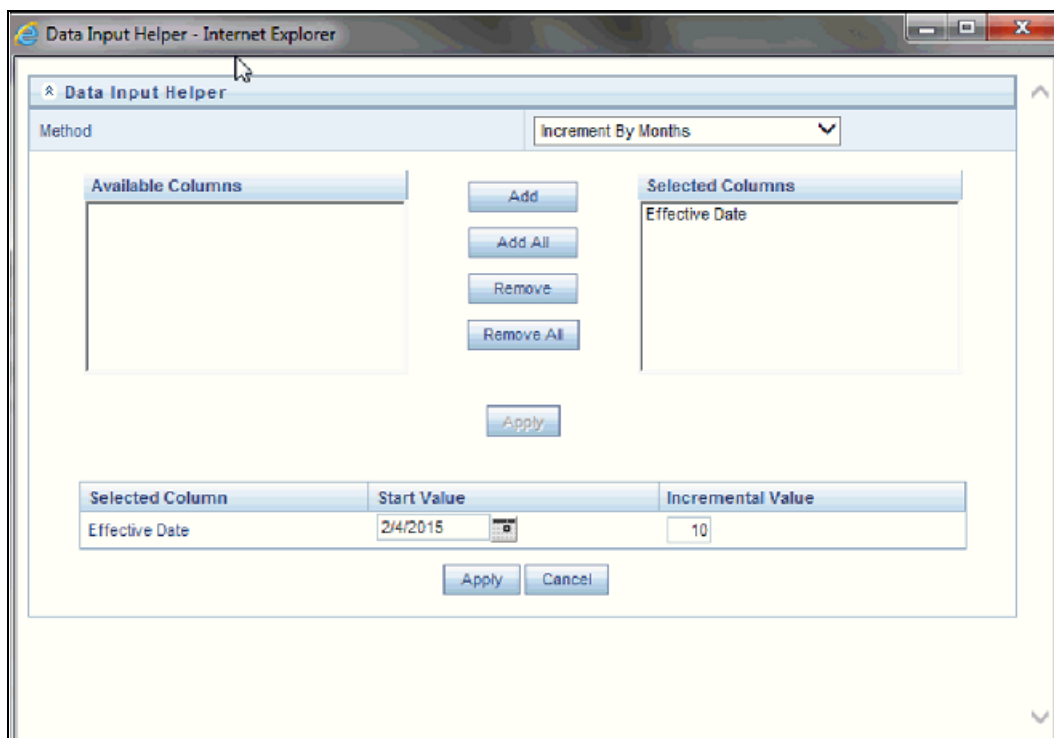 Data Input Helper - Internet Explorer
Data Input Helper
Method
Increment By Months
Available Columns
Add
Selected Columns
Effective Date
Add All
Remove
Remove All
Apply
Selected Column Start Value Incremental Value
Effective Date 2/4/2015 10
Apply Cancel